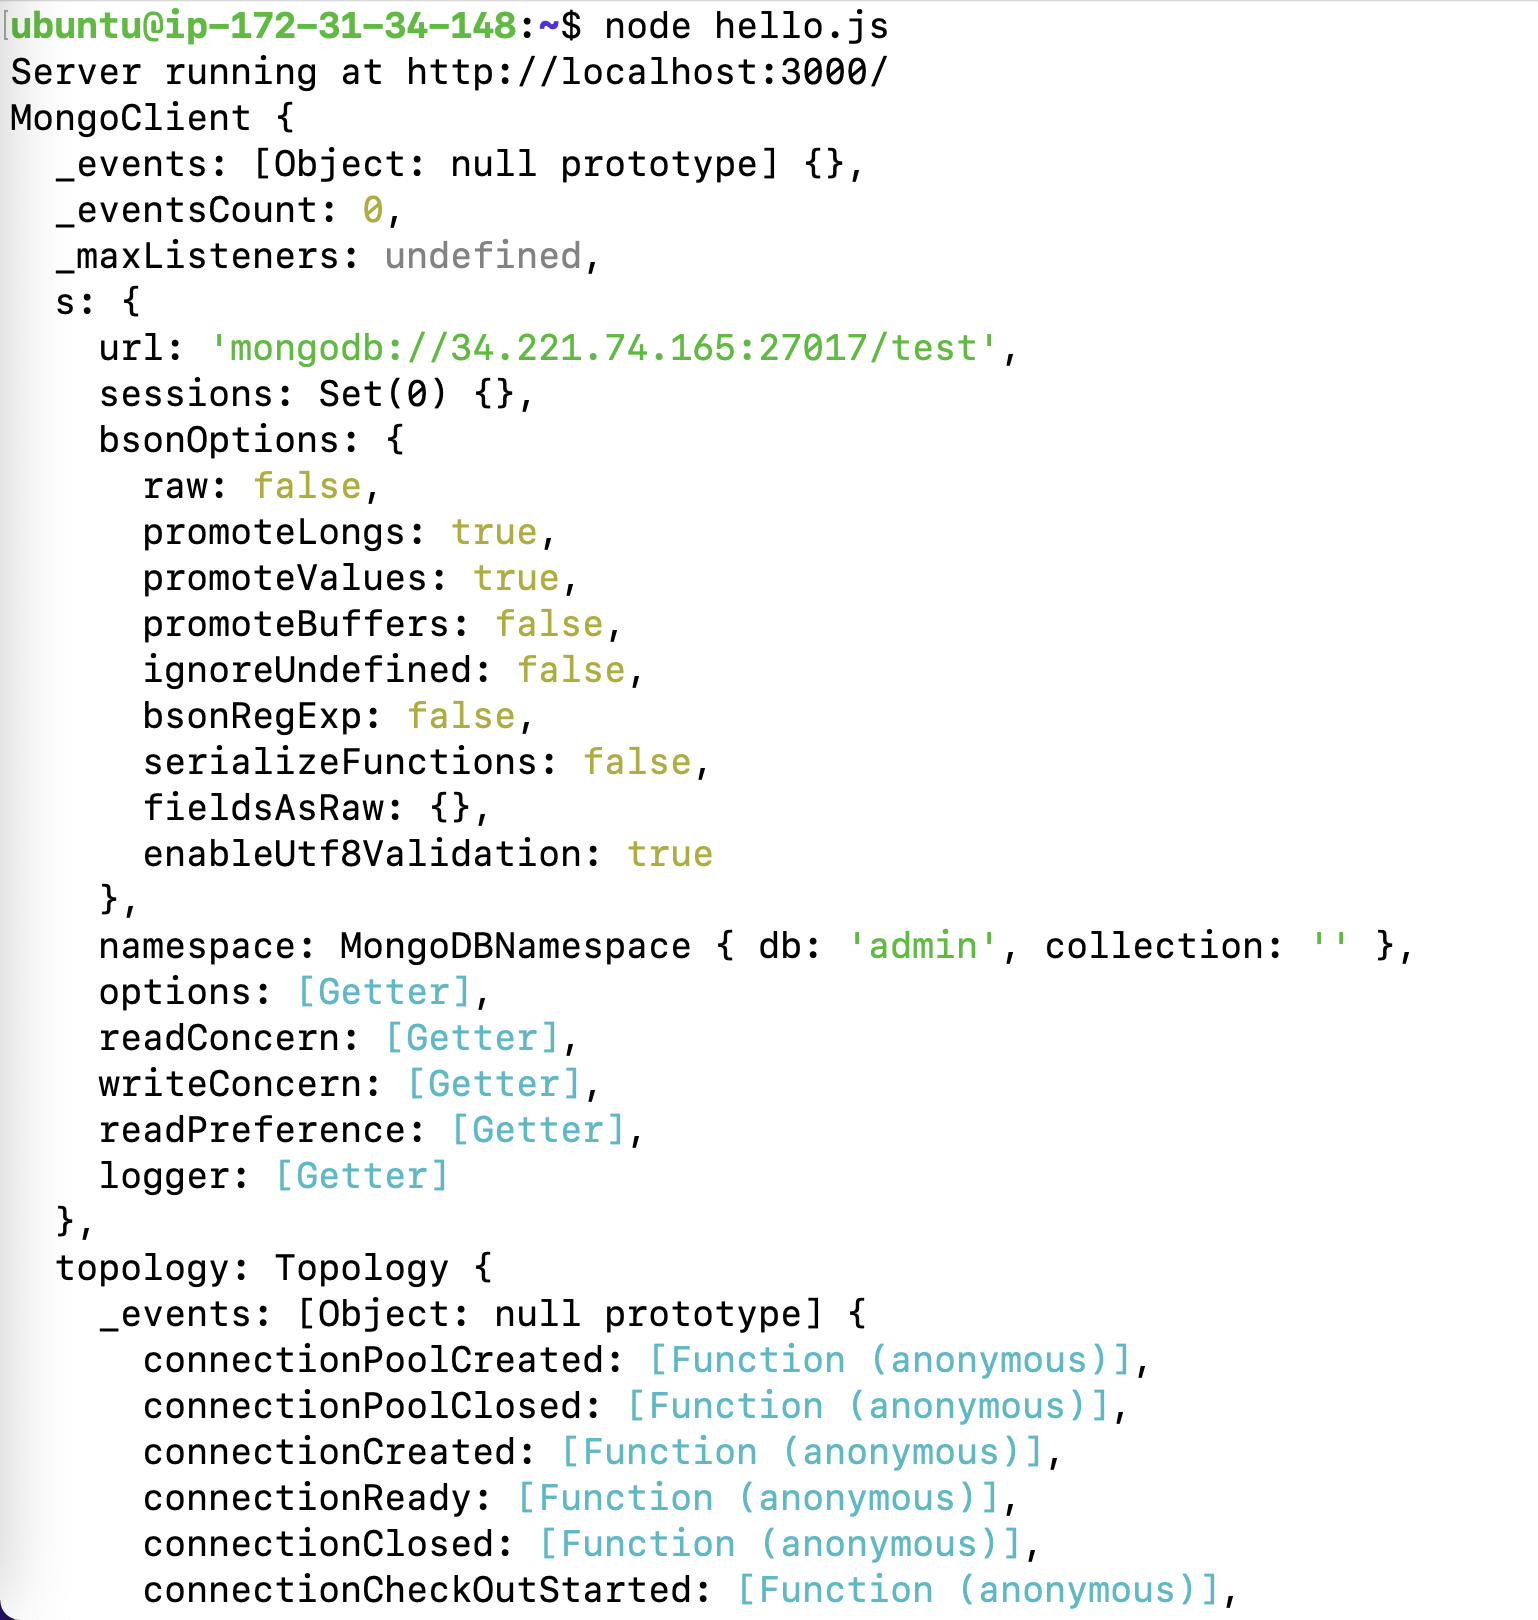 ubuntu@ip-172-31-34-148:~$ node hello.js
Server running at http://localhost:3000/
MongoClient {
  _events: [Object: null prototype] {},
  _eventsCount: 0,
  _maxListeners: undefined,
  s: {
    url: 'mongodb://34.221.74.165:27017/test',
    sessions: Set(0) {},
    bsonOptions: {
      raw: false,
      promoteLongs: true,
      promoteValues: true,
      promoteBuffers: false,
      ignoreUndefined: false,
      bsonRegExp: false,
      serializeFunctions: false,
      fieldsAsRaw: {},
      enableUtf8Validation: true
    },
    namespace: MongoDBNamespace { db: 'admin', collection: '' },
    options: [Getter],
    readConcern: [Getter],
    writeConcern: [Getter],
    readPreference: [Getter],
    logger: [Getter]
  },
  topology: Topology {
    _events: [Object: null prototype] {
      connectionPoolCreated: [Function (anonymous)],
      connectionPoolClosed: [Function (anonymous)],
      connectionCreated: [Function (anonymous)],
      connectionReady: [Function (anonymous)],
      connectionClosed: [Function (anonymous)],
      connectionCheckOutStarted: [Function (anonymous)],